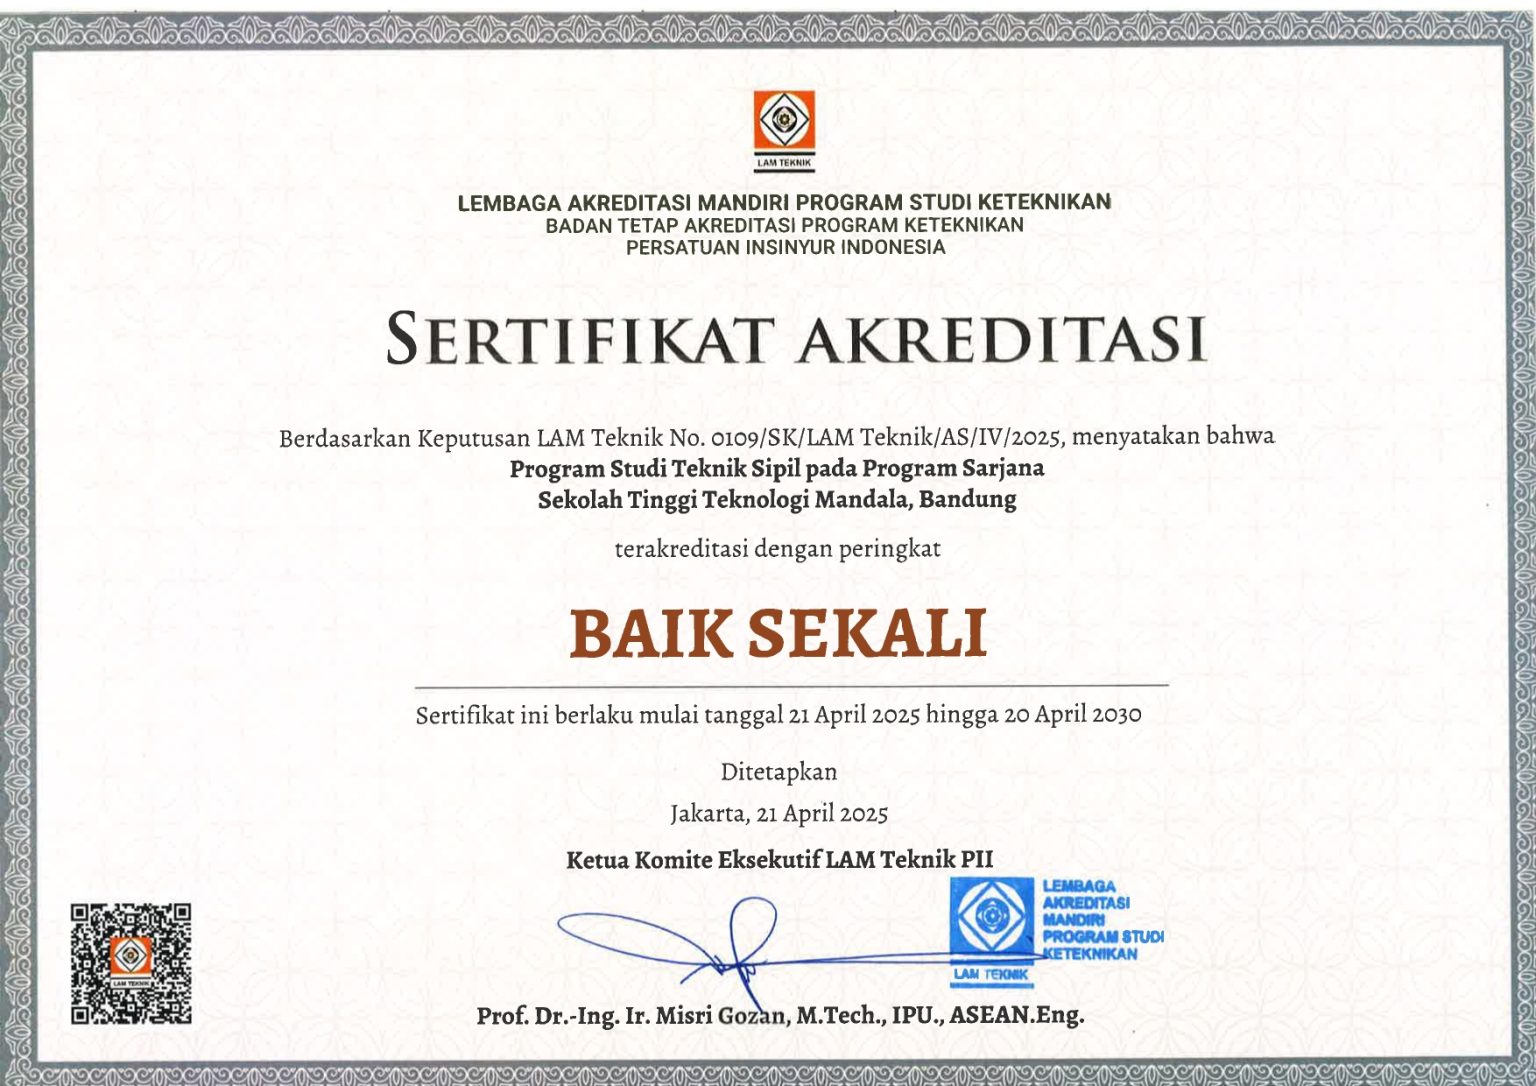 LAM TEKNIK
LEMBAGA AKREDITASI MANDIRI PROGRAM STUDI KETEKNIKAN
BADAN TETAP AKREDITASI PROGRAM KETEKNIKAN
PERSATUAN INSINYUR INDONESIA
SERTIFIKAT AKREDITASI
Berdasarkan Keputusan LAM Teknik No. 0109/SK/LAM Teknik/AS/IV/2025, menyatakan bahwa
Program Studi Teknik Sipil pada Program Sarjana
Sekolah Tinggi Teknologi Mandala, Bandung
terakreditasi dengan peringkat
BAIK SEKALI
Sertifikat ini berlaku mulai tanggal 21 April 2025 hingga 20 April 2030
Ditetapkan
Jakarta, 21 April 2025
Ketua Komite Eksekutif LAM Teknik PII
LEMBAGA
AKREDITASI
MANDIRI
PROGRAM STUDI
KETEKNIKAN
LAM TEKNIK
LAM TEKNIK
Prof. Dr.-Ing. Ir. Misri Gozan, M.Tech., IPU., ASEAN.Eng.